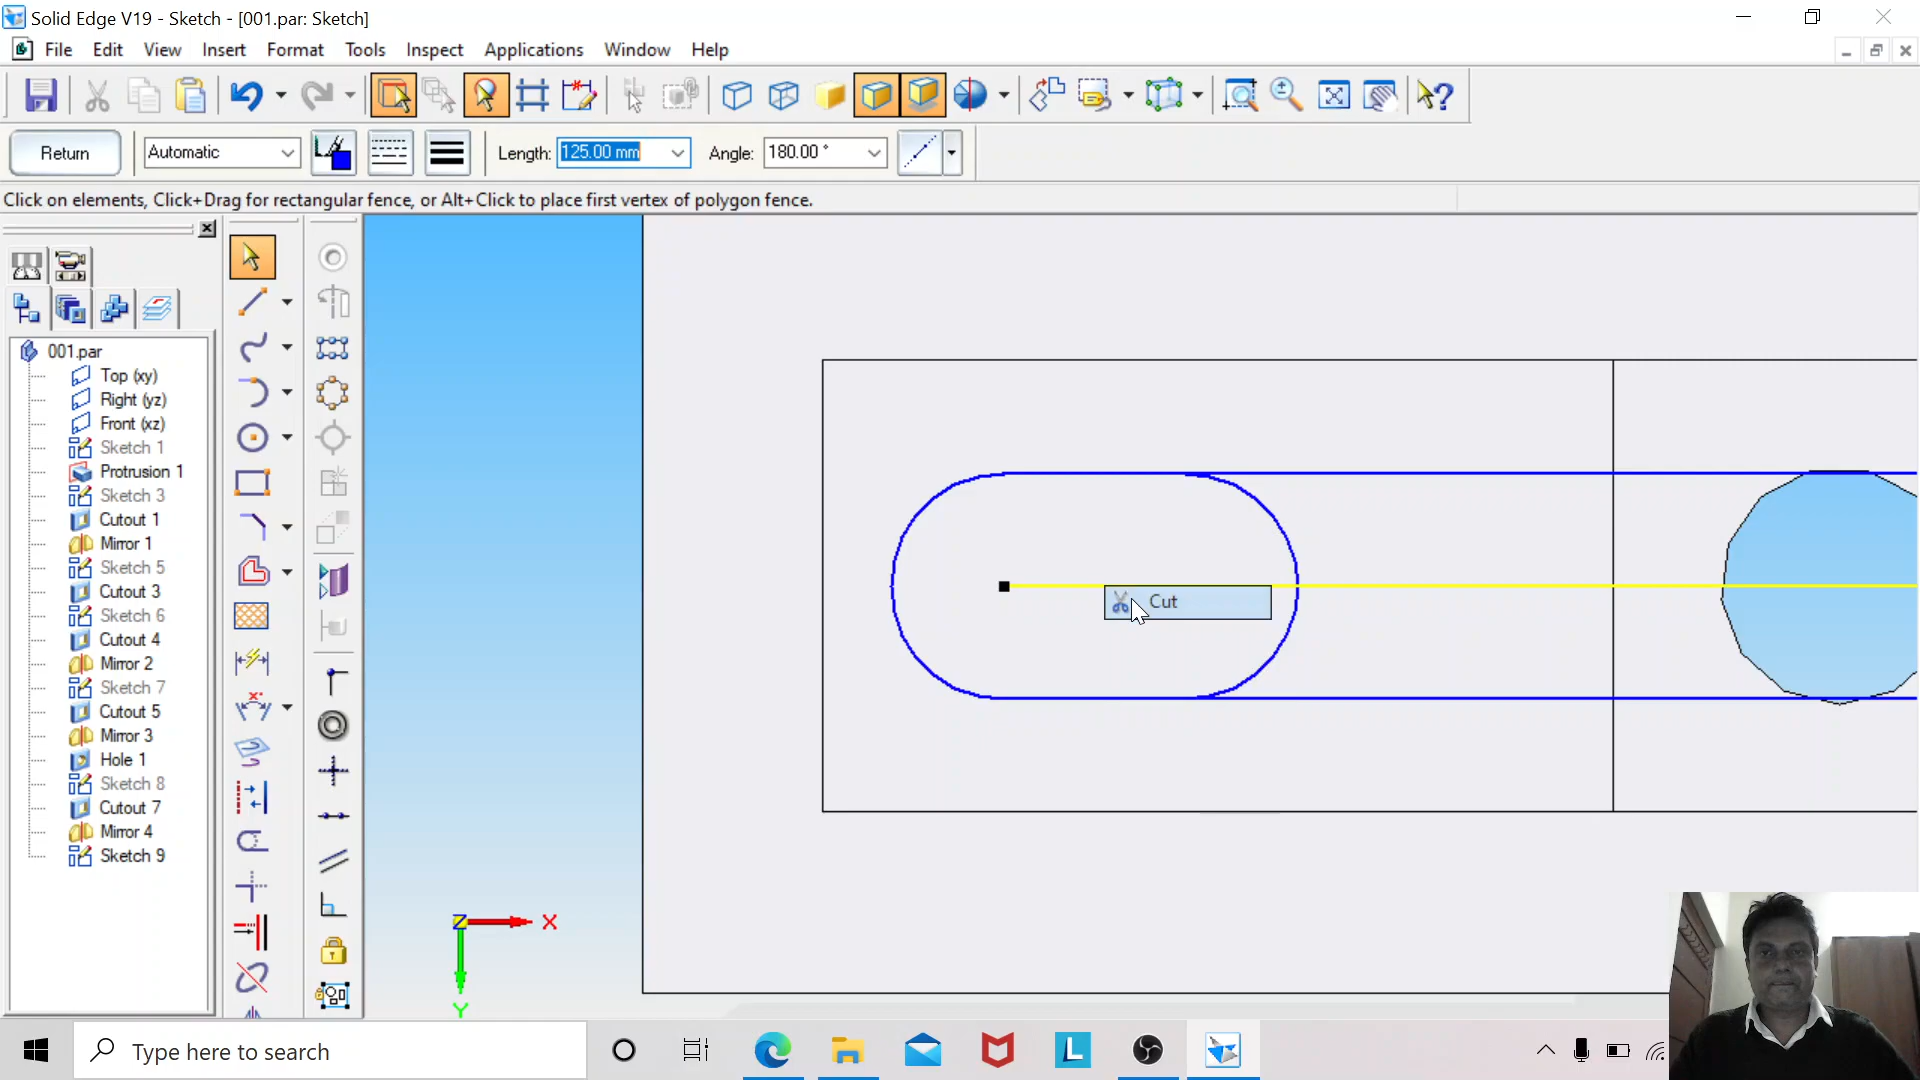 Solid Edge V19 - Sketch - [001.par: Sketch]
File Edit View Insert Format Tools Inspect Applications Window Help
Return Automatic Length: 125.00 mm Angle: 180.00 °
Click on elements, Click+Drag for rectangular fence, or Alt+Click to place first vertex of polygon fence.
001.par
Top (xy)
Right (yz)
Front (xz)
Sketch 1
Protrusion 1
Sketch 3
Cutout 1
Mirror 1
Sketch 5
Cutout 3
Sketch 6
Cutout 4
Mirror 2
Sketch 7
Cutout 5
Mirror 3
Hole 1
Sketch 8
Cutout 7
Mirror 4
Sketch 9
Cut
Z X
Y
Type here to search
L